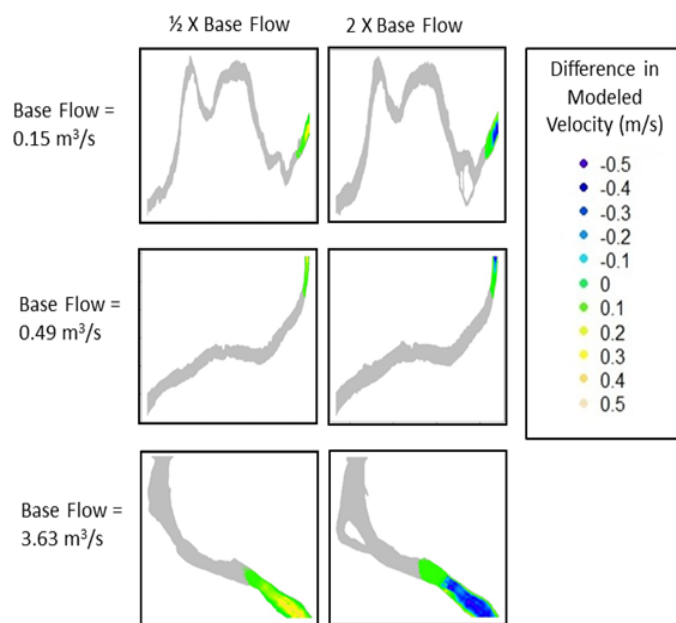 ½ X Base Flow
2 X Base Flow
Base Flow =
0.15 m³/s
Base Flow =
0.49 m³/s
Base Flow =
3.63 m³/s
Difference in
Modeled
Velocity (m/s)
-0.5
-0.4
-0.3
-0.2
-0.1
0
0.1
0.2
0.3
0.4
0.5